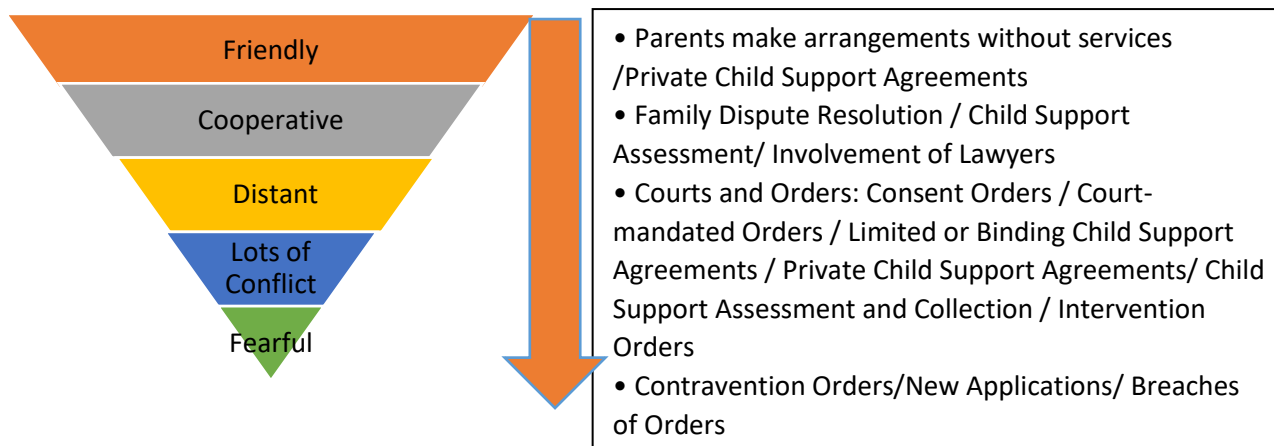 Friendly
Cooperative
Distant
Lots of
Conflict
Fearful
• Parents make arrangements without services
/Private Child Support Agreements
• Family Dispute Resolution / Child Support
Assessment/ Involvement of Lawyers
• Courts and Orders: Consent Orders / Court-
mandated Orders / Limited or Binding Child Support
Agreements / Private Child Support Agreements/ Child
Support Assessment and Collection / Intervention
Orders
• Contravention Orders/New Applications/ Breaches
of Orders